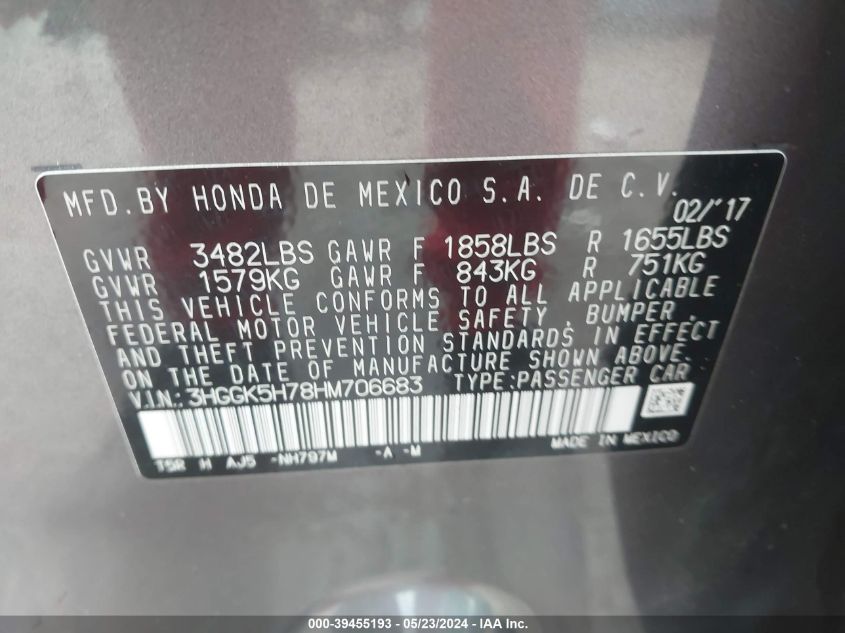 MFD.BY HONDA DE MEXICO S.A. DE C.V.
02/'17
GVWR 3482LBS GAWR F 1858LBS R 1655LBS
GVWR 1579KG GAWR F 843KG R 751KG
THIS VEHICLE CONFORMS TO ALL APPLICABLE
FEDERAL MOTOR VEHICLE SAFETY, BUMPER,
AND THEFT PREVENTION STANDARDS IN EFFECT
ON THE DATE OF MANUFACTURE SHOWN ABOVE.
V.I.N.: 3HGGK5H78HM706683 TYPE:PASSENGER CAR
T5R H AJ5 -NH797M -A -M MADE IN MEXICO
000-39455193 - 05/23/2024 - IAA Inc.